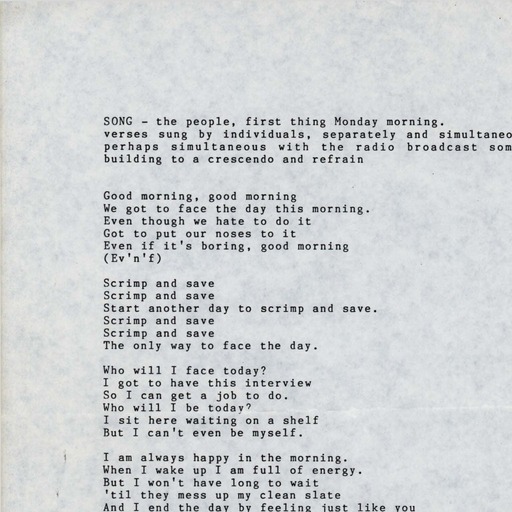 SONG - the people, first thing Monday morning.
verses sung by individuals, separately and
perhaps simultaneous with the radio broadcast
building to a crescendo and refrain
Good morning, good morning
We got to face the day this morning.
Even though we hate to do it
Got to put our noses to it
Even if it's boring, good morning
(Ev'n'f)
Scrimp and save
Scrimp and save
Start another day to scrimp and save.
Scrimp and save
Scrimp and save
The only way to face the day.
Who will I face today?
I got to have this interview
So I can get a job to do.
Who will I be today?
I sit here waiting on a shelf
But I can't even be myself.
I am always happy in the morning.
When I wake up I am full of energy.
But I won't have long to wait
'til they mess up my clean slate
And I end the day by feeling just like you